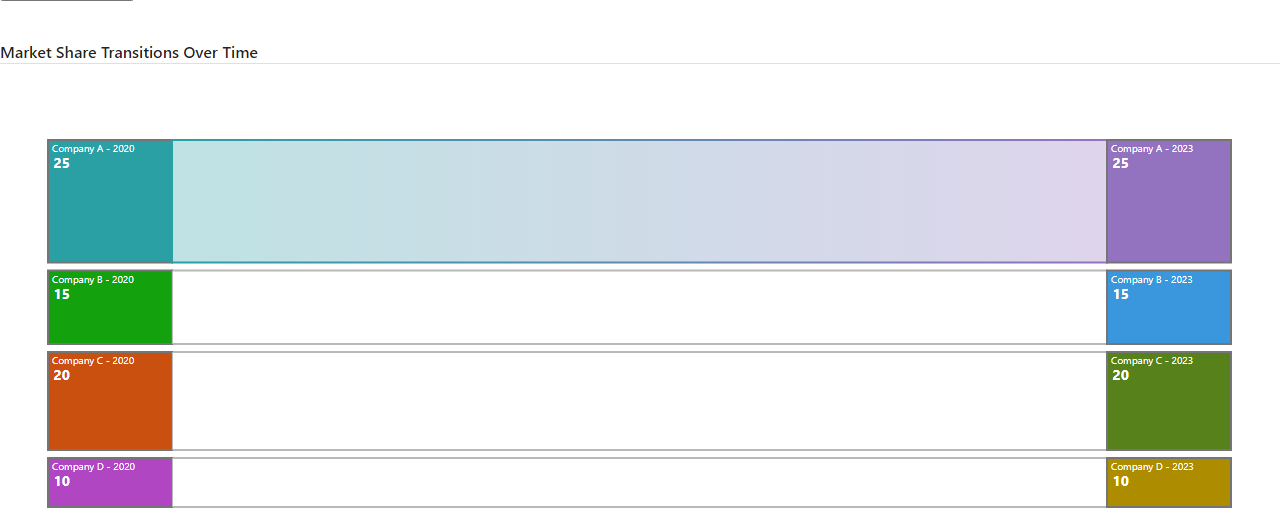 Market Share Transitions Over Time
Company A - 2020
25
Company A - 2023
25
Company B - 2020
15
Company B - 2023
15
Company C - 2020
20
Company C - 2023
20
Company D - 2020
10
Company D - 2023
10